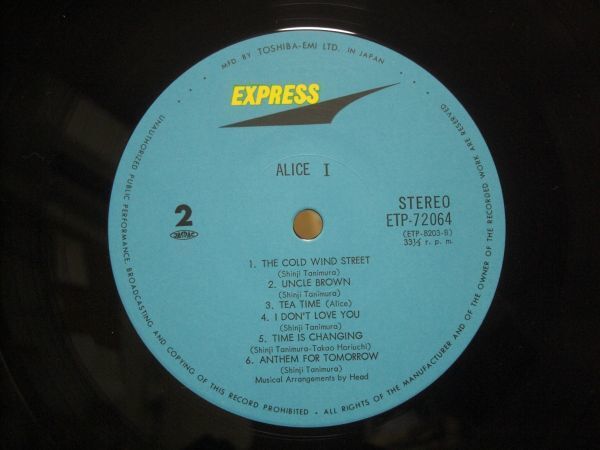 MFD. BY TOSHIBA-EMI LTD. IN JAPAN
EXPRESS
ALICE I
2
JASRAC
STEREO
ETP-72064
(ETP-8203-B)
33⅓ r. p. m.
1. THE COLD WIND STREET
(Shinji Tanimura)
2. UNCLE BROWN
(Shinji Tanimura)
3. TEA TIME (Alice)
4. I DON'T LOVE YOU
(Shinji Tanimura)
5. TIME IS CHANGING
(Shinji Tanimura-Takao Horiuchi)
6. ANTHEM FOR TOMORROW
(Shinji Tanimura)
Musical Arrangements by Head
UNAUTHORIZED PUBLIC PERFORMANCE, BROADCASTING AND COPYING OF THIS RECORD PROHIBITED • ALL RIGHTS OF THE MANUFACTURER AND OF THE OWNER OF THE RECORDED WORK ARE RESERVED